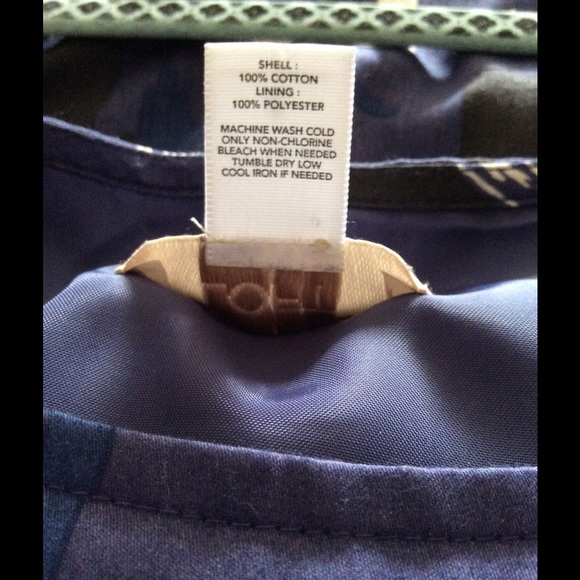 SHELL :
100% COTTON
LINING :
100% POLYESTER
MACHINE WASH COLD
ONLY NON-CHLORINE
BLEACH WHEN NEEDED
TUMBLE DRY LOW
COOL IRON IF NEEDED